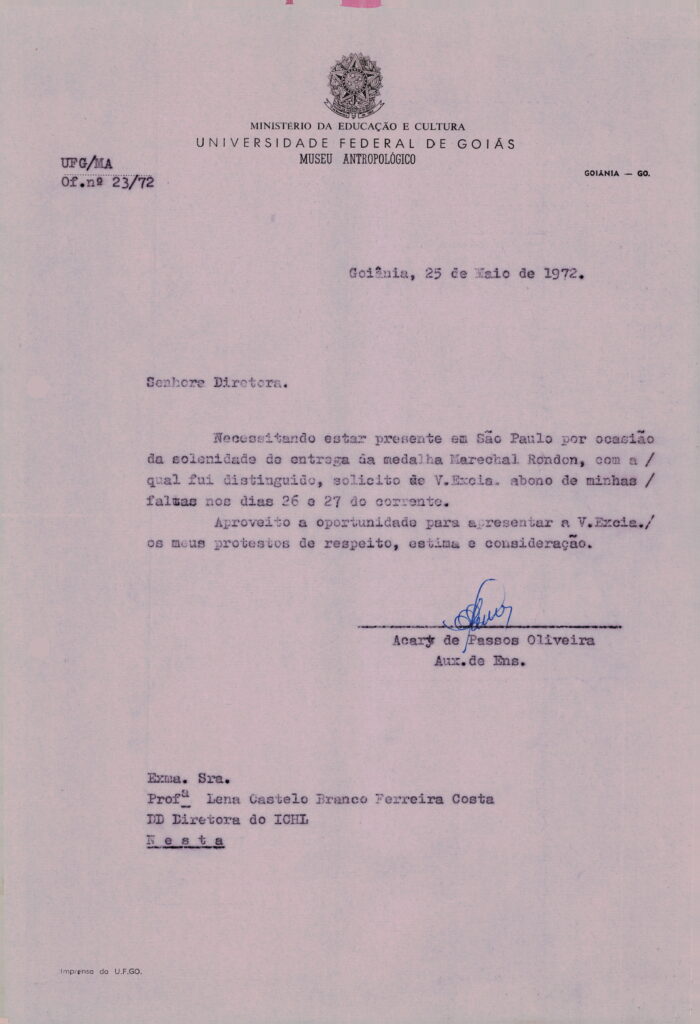 MINISTÉRIO DA EDUCAÇÃO E CULTURA
UNIVERSIDADE FEDERAL DE GOIÁS
MUSEU ANTROPOLÓGICO
UFG/MA
Of.nº 23/72
GOIÂNIA — GO.
Goiânia, 25 de Maio de 1972.
Senhora Diretora.
Necessitando estar presente em São Paulo por ocasião
da solenidade de entrega da medalha Marechal Rondon, com a /
qual fui distinguido, solicito de V.Excia. abono de minhas /
faltas nos dias 26 e 27 do corrente.
Aproveito a oportunidade para apresentar a V.Excia./
os meus protestos de respeito, estima e consideração.
Acary de Passos Oliveira
Aux.de Ens.
Exma. Sra.
Profª Lena Castelo Branco Ferreira Costa
DD Diretora do ICHL
N e s t a
Imprensa da U.F.GO.